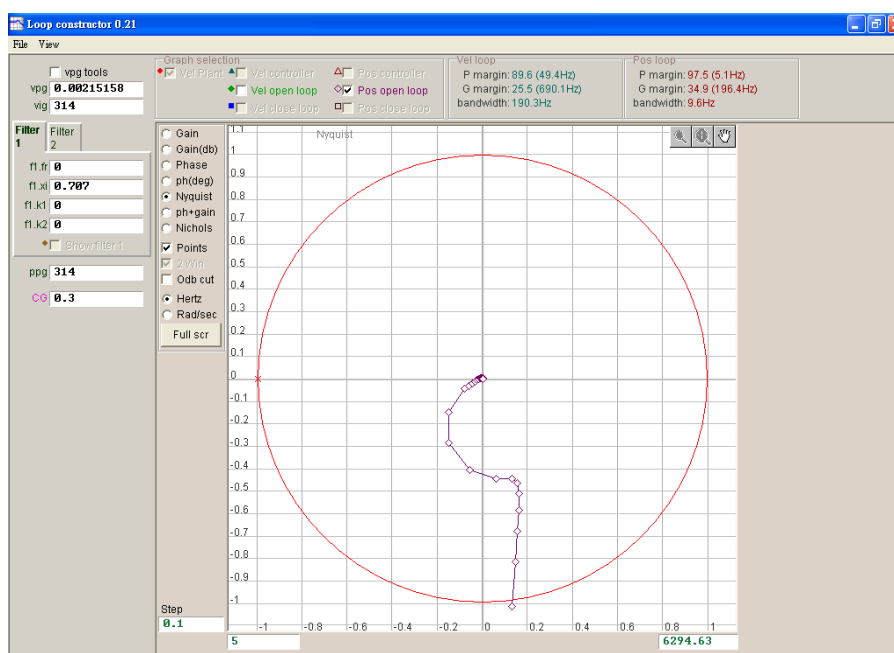 Loop constructor 0.21
File View
vpg tools
vpg 0.00215158
vig 314
Filter 1 Filter 2
f1.fr 0
f1.xi 0.707
f1.k1 0
f1.k2 0
Show filter 1
ppg 314
CG 0.3
Graph selection
Vel Plant Vel controller Pos controller
Vel open loop Pos open loop
Vel close loop Pos close loop
Vel loop
P margin: 89.6 (49.4Hz)
G margin: 25.5 (690.1Hz)
bandwidth: 190.3Hz
Pos loop
P margin: 97.5 (5.1Hz)
G margin: 34.9 (196.4Hz)
bandwidth: 9.6Hz
Gain
Gain(db)
Phase
ph(deg)
Nyquist
ph+gain
Nichols
Points
2 Win
Odb cut
Hertz
Rad/sec
Full scr
Step
0.1
Nyquist
1.1
1
0.9
0.8
0.7
0.6
0.5
0.4
0.3
0.2
0.1
0
-0.1
-0.2
-0.3
-0.4
-0.5
-0.6
-0.7
-0.8
-0.9
-1
-1 -0.8 -0.6 -0.4 -0.2 0 0.2 0.4 0.6 0.8 1
5 6294.63